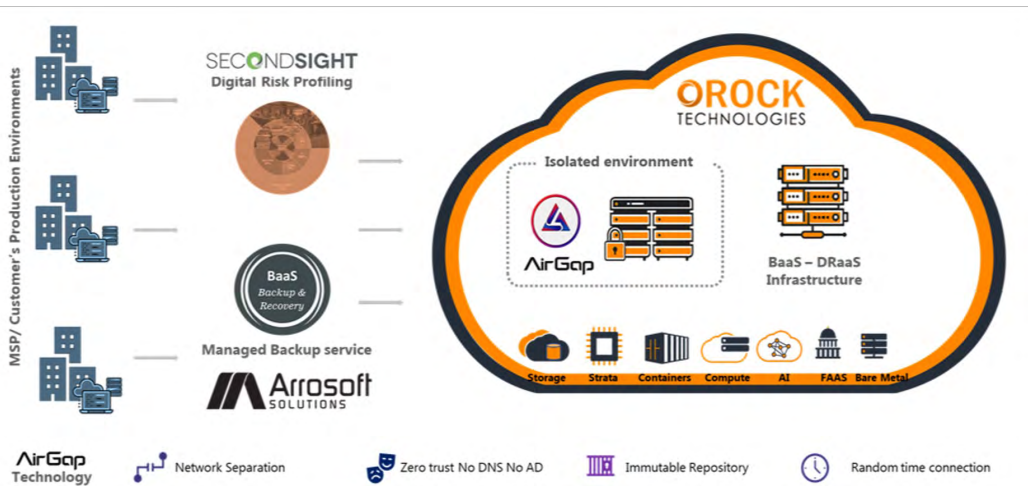 MSP/ Customer's Production Environments
SECONDSIGHT
Digital Risk Profiling
BaaS
Backup &
Recovery
Managed Backup service
Arrosoft
SOLUTIONS
OROCK
TECHNOLOGIES
Isolated environment
AirGap
BaaS – DRaaS
Infrastructure
Storage
Strata
Containers
Compute
AI
FAAS
Bare Metal
AirGap
Technology
Network Separation
Zero trust No DNS No AD
Immutable Repository
Random time connection